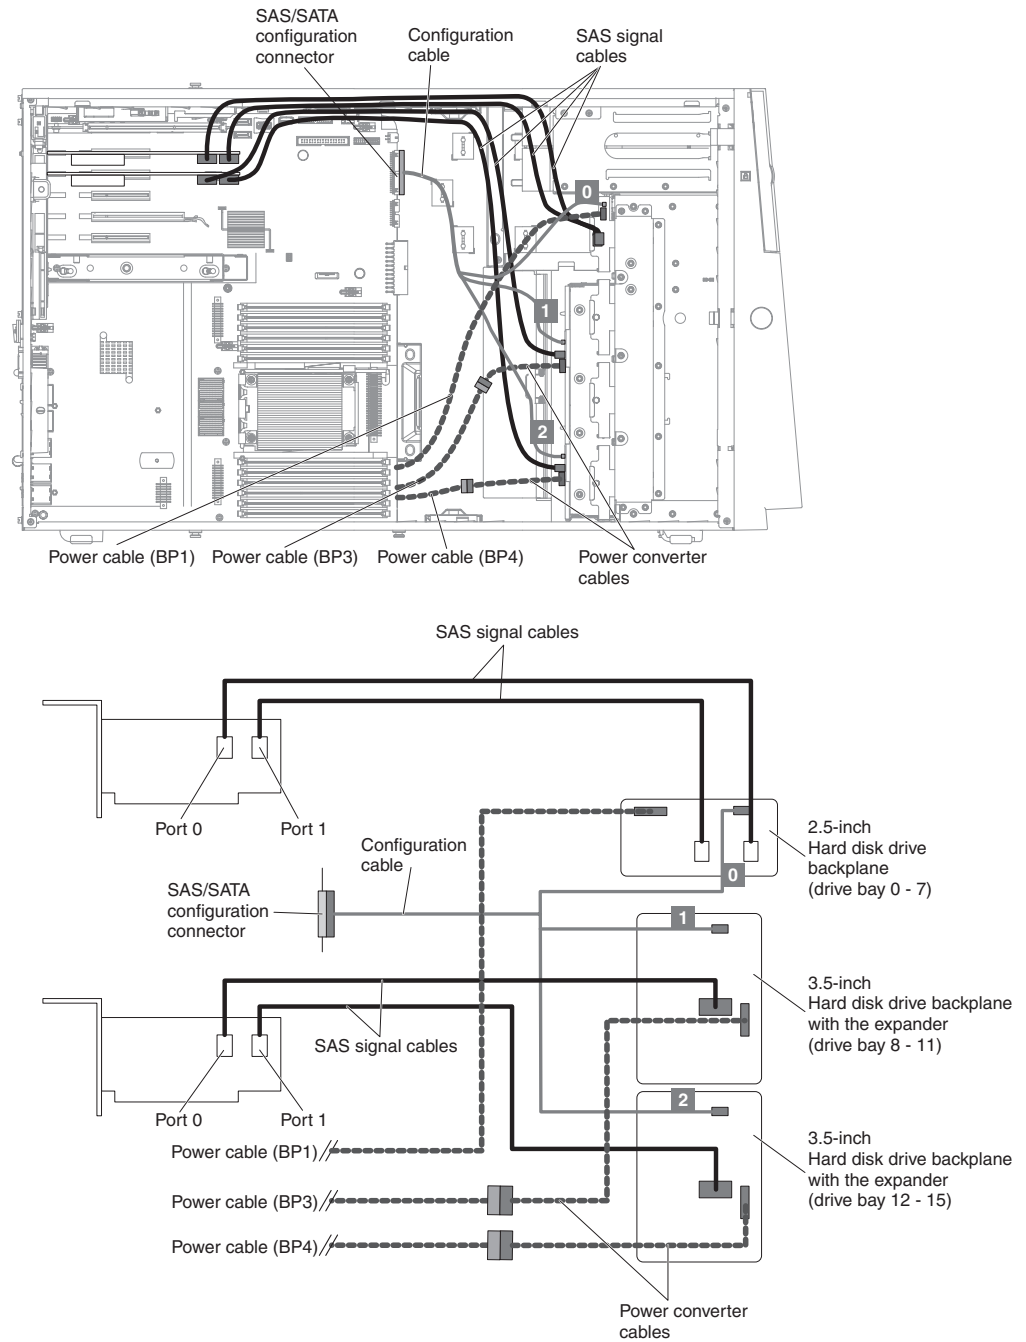 SAS/SATA
configuration
connector
Configuration
cable
SAS signal
cables
0
1
2
Power cable (BP1)
Power cable (BP3)
Power cable (BP4)
Power converter
cables
SAS signal cables
Port 0
Port 1
2.5-inch
Hard disk drive
backplane
(drive bay 0 - 7)
Configuration
cable
0
SAS/SATA
configuration
connector
1
3.5-inch
Hard disk drive backplane
with the expander
(drive bay 8 - 11)
SAS signal cables
Port 0
Port 1
2
3.5-inch
Hard disk drive backplane
with the expander
(drive bay 12 - 15)
Power cable (BP1)
Power cable (BP3)
Power cable (BP4)
Power converter
cables